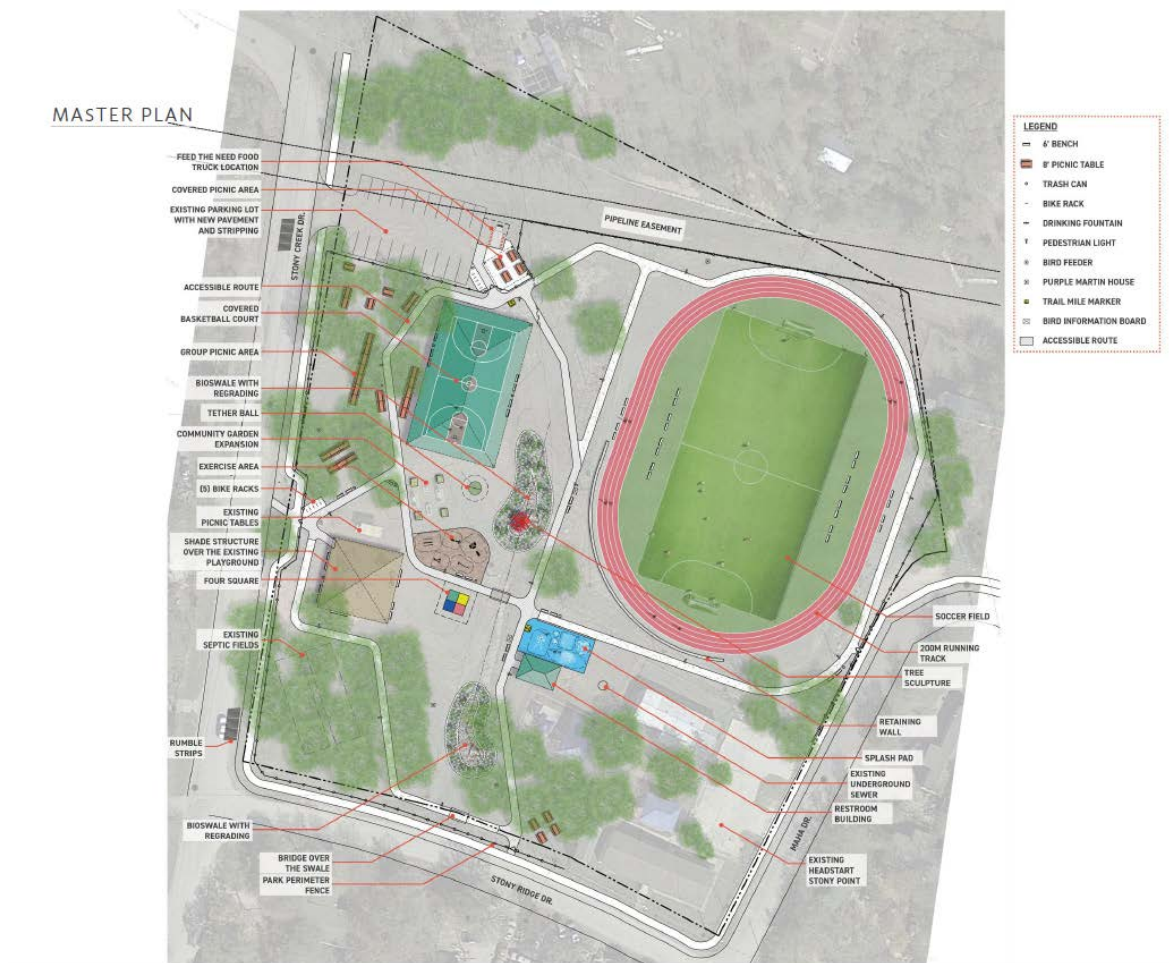 MASTER PLAN
FEED THE NEED FOOD
TRUCK LOCATION
COVERED PICNIC AREA
EXISTING PARKING LOT
WITH NEW PAVEMENT
AND STRIPPING
STONY CREEK DR.
ACCESSIBLE ROUTE
COVERED
BASKETBALL COURT
GROUP PICNIC AREA
BIOSWALE WITH
REGRADING
TETHER BALL
COMMUNITY GARDEN
EXPANSION
EXERCISE AREA
(5) BIKE RACKS
EXISTING
PICNIC TABLES
SHADE STRUCTURE
OVER THE EXISTING
PLAYGROUND
FOUR SQUARE
EXISTING
SEPTIC FIELDS
RUMBLE
STRIPS
BIOSWALE WITH
REGRADING
BRIDGE OVER
THE SWALE
PARK PERIMETER
FENCE
STONY RIDGE DR.
PIPELINE EASEMENT
SOCCER FIELD
200M RUNNING
TRACK
TREE
SCULPTURE
RETAINING
WALL
SPLASH PAD
EXISTING
UNDERGROUND
SEWER
RESTROOM
BUILDING
MAHA DR.
EXISTING
HEADSTART
STONY POINT
LEGEND
6' BENCH
8' PICNIC TABLE
TRASH CAN
BIKE RACK
DRINKING FOUNTAIN
PEDESTRIAN LIGHT
BIRD FEEDER
PURPLE MARTIN HOUSE
TRAIL MILE MARKER
BIRD INFORMATION BOARD
ACCESSIBLE ROUTE